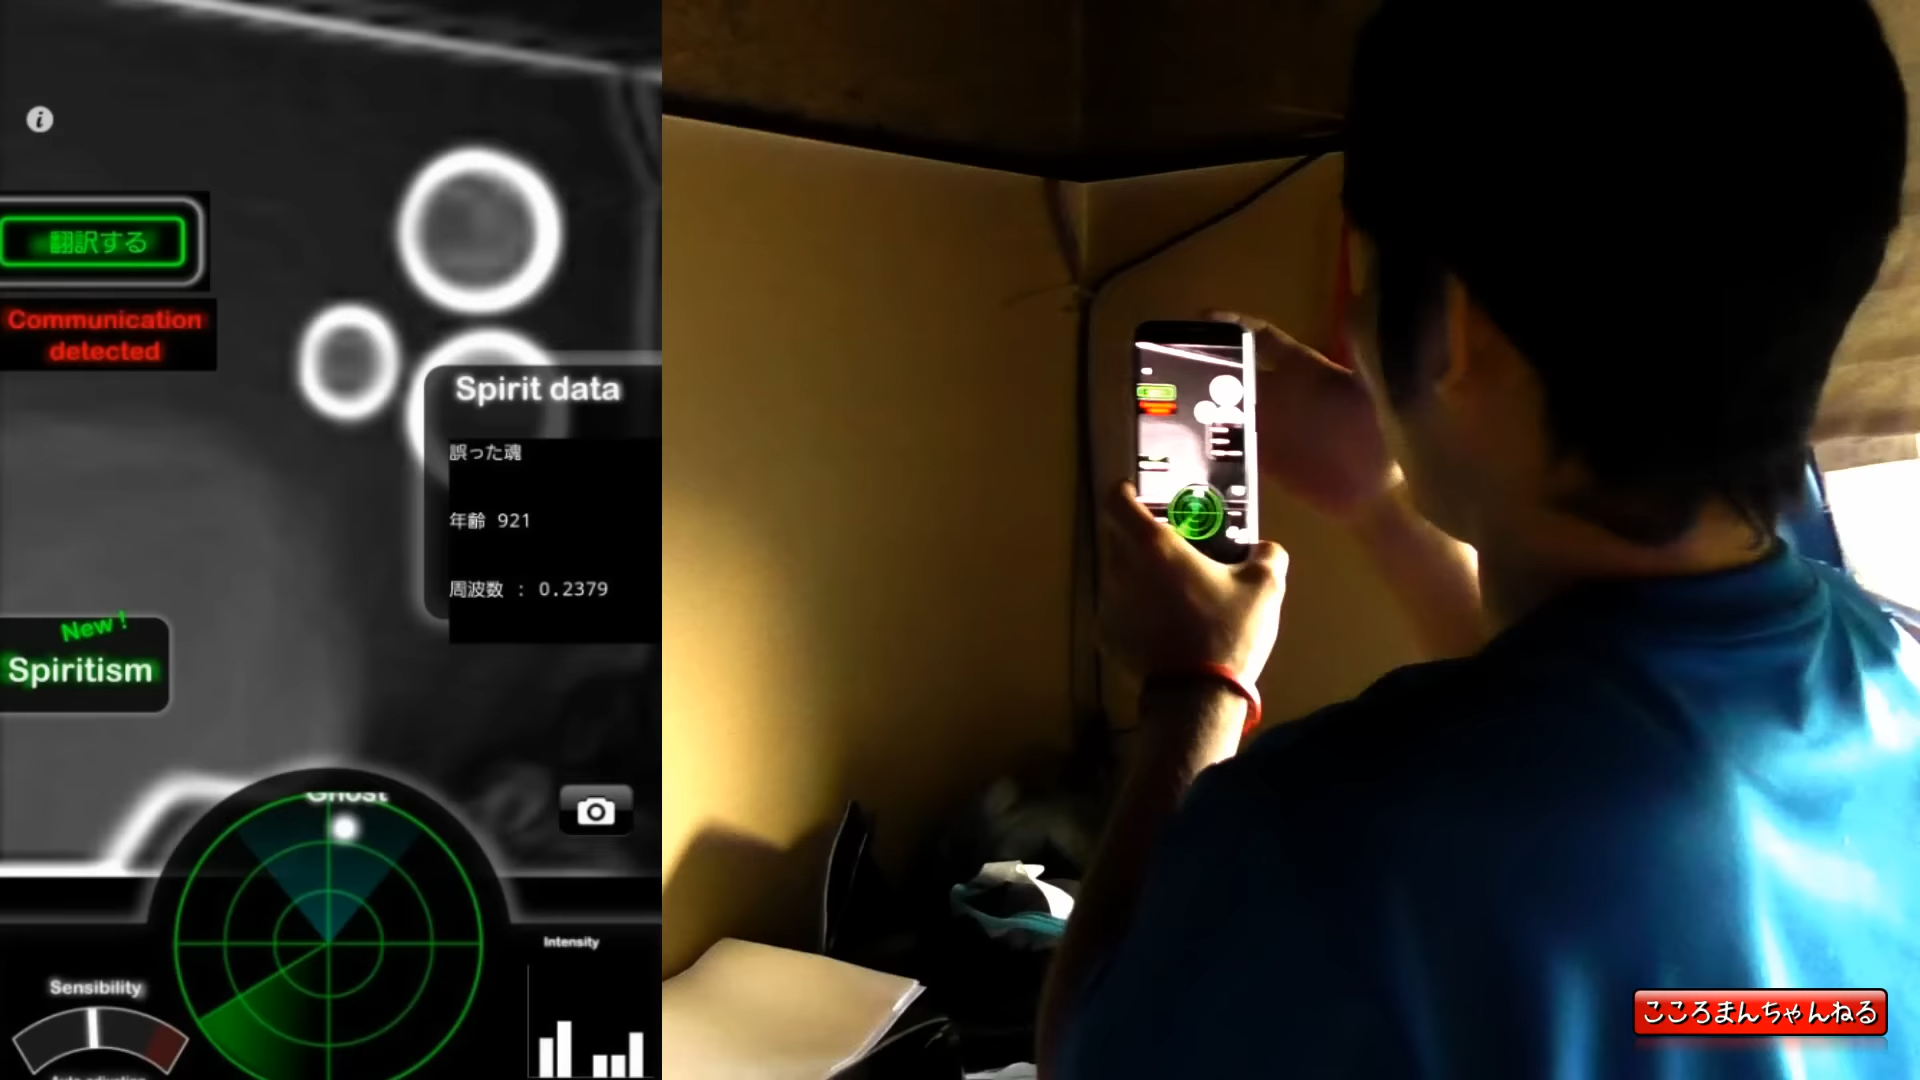 翻訳する
Communication
detected
Spirit data
誤った魂
年齢 921
周波数 : 0.2379
New !
Spiritism
Ghost
Intensity
Sensibility
こころまんちゃんねる